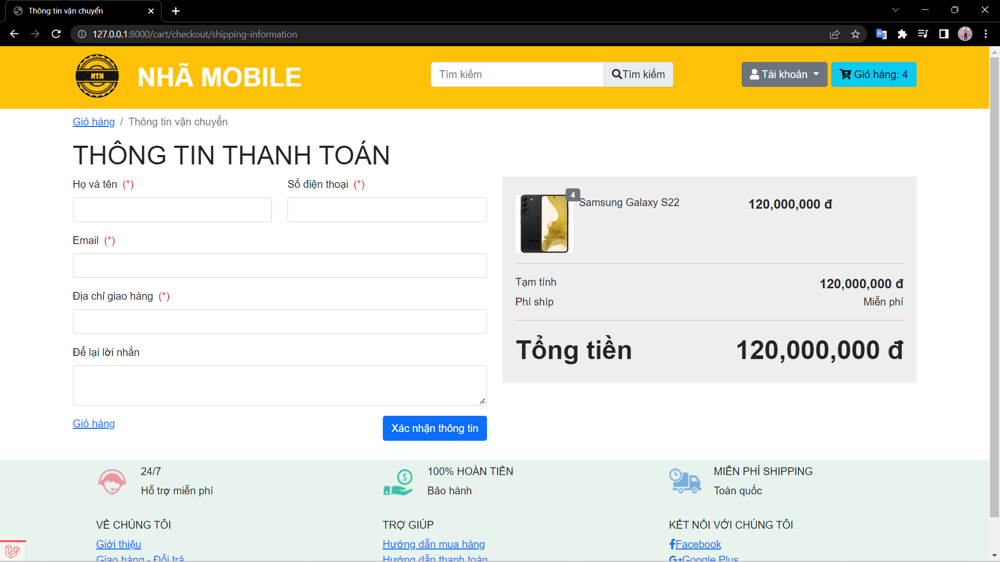 Thông tin vận chuyển
127.0.0.1:8000/cart/checkout/shipping-information
NTN
NHÃ MOBILE
Tìm kiếm
Tìm kiếm
Tài khoản
Giỏ hàng: 4
Giỏ hàng / Thông tin vận chuyển
THÔNG TIN THANH TOÁN
Họ và tên (*)
Số điện thoại (*)
Email (*)
Địa chỉ giao hàng (*)
Để lại lời nhắn
Giỏ hàng
Xác nhận thông tin
4
Samsung Galaxy S22
120,000,000 đ
Tạm tính
120,000,000 đ
Phí shíp
Miễn phí
Tổng tiền
120,000,000 đ
24/7
Hỗ trợ miễn phí
100% HOÀN TIỀN
Bảo hành
MIỄN PHÍ SHIPPING
Toàn quốc
VỀ CHÚNG TÔI
Giới thiệu
Giao hàng - Đổi trả
TRỢ GIÚP
Hướng dẫn mua hàng
Hướng dẫn thanh toán
KẾT NỐI VỚI CHÚNG TÔI
Facebook
Google Plus